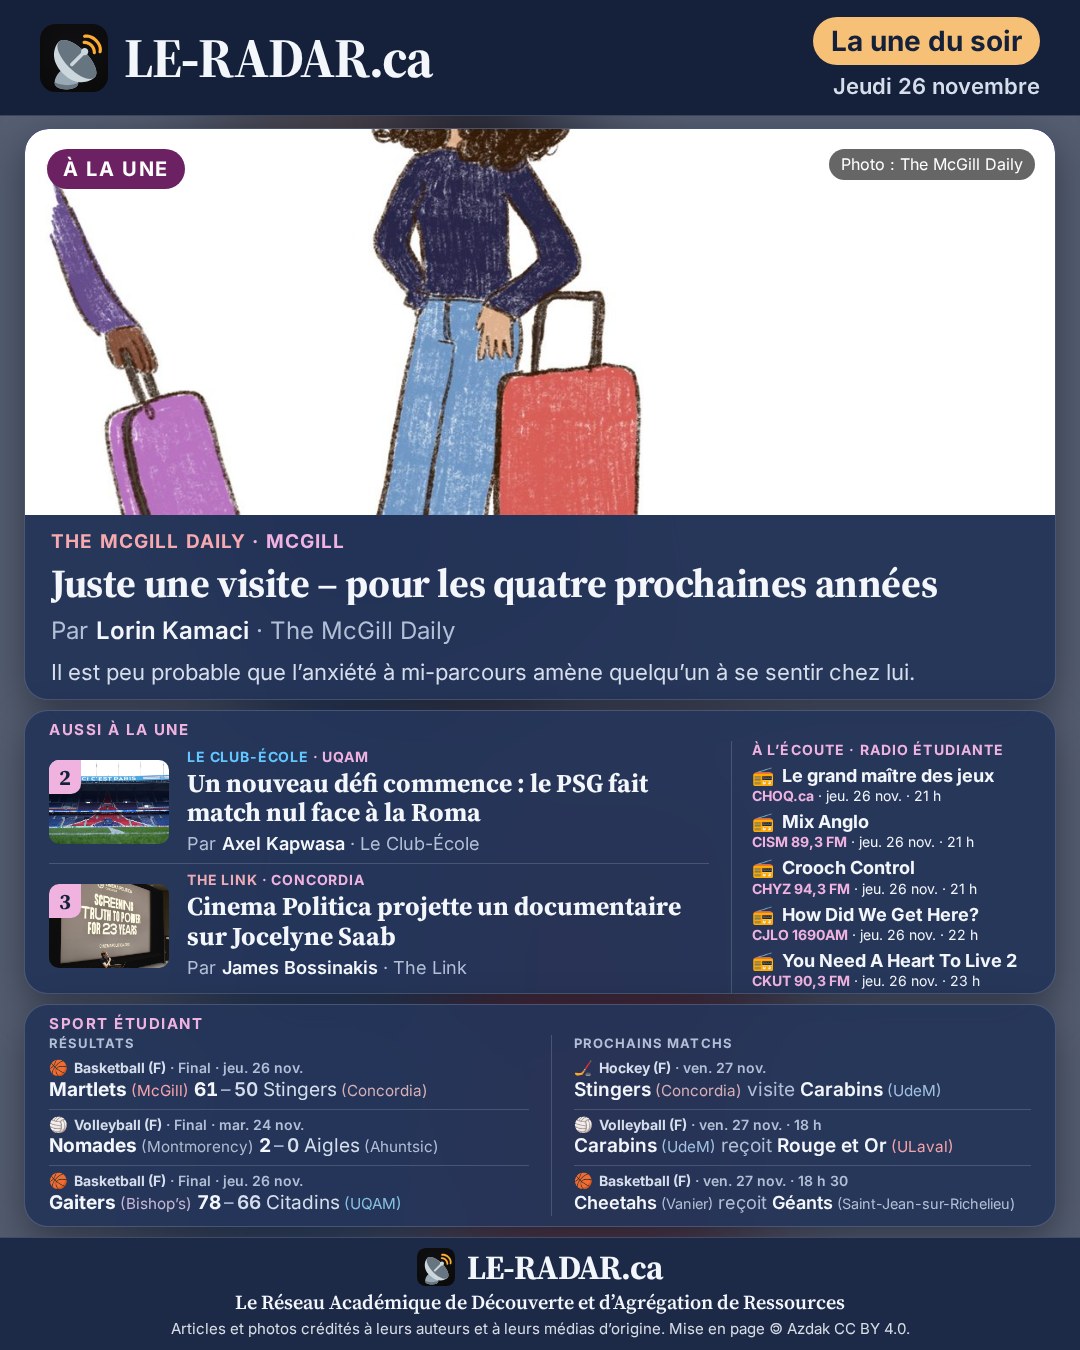 LE-RADAR.ca
La une du soir
Jeudi 26 novembre
À LA UNE
Photo : The McGill Daily
THE MCGILL DAILY · MCGILL
Juste une visite – pour les quatre prochaines années
Par Lorin Kamaci · The McGill Daily
Il est peu probable que l’anxiété à mi-parcours amène quelqu’un à se sentir chez lui.
AUSSI À LA UNE
2
LE CLUB-ÉCOLE · UQAM
Un nouveau défi commence : le PSG fait
match nul face à la Roma
Par Axel Kapwasa · Le Club-École
3
SCREENING
TRUTH TO POWER
FOR 23 YEARS
THE LINK · CONCORDIA
Cinema Politica projette un documentaire
sur Jocelyne Saab
Par James Bossinakis · The Link
À L’ÉCOUTE · RADIO ÉTUDIANTE
Le grand maître des jeux
CHOQ.ca · jeu. 26 nov. · 21 h
Mix Anglo
CISM 89,3 FM · jeu. 26 nov. · 21 h
Crooch Control
CHYZ 94,3 FM · jeu. 26 nov. · 21 h
How Did We Get Here?
CJLO 1690AM · jeu. 26 nov. · 22 h
You Need A Heart To Live 2
CKUT 90,3 FM · jeu. 26 nov. · 23 h
SPORT ÉTUDIANT
RÉSULTATS
Basketball (F) · Final · jeu. 26 nov.
Martlets (McGill) 61 – 50 Stingers (Concordia)
Volleyball (F) · Final · mar. 24 nov.
Nomades (Montmorency) 2 – 0 Aigles (Ahuntsic)
Basketball (F) · Final · jeu. 26 nov.
Gaiters (Bishop’s) 78 – 66 Citadins (UQAM)
PROCHAINS MATCHS
Hockey (F) · ven. 27 nov.
Stingers (Concordia) visite Carabins (UdeM)
Volleyball (F) · ven. 27 nov. · 18 h
Carabins (UdeM) reçoit Rouge et Or (ULaval)
Basketball (F) · ven. 27 nov. · 18 h 30
Cheetahs (Vanier) reçoit Géants (Saint-Jean-sur-Richelieu)
LE-RADAR.ca
Le Réseau Académique de Découverte et d’Agrégation de Ressources
Articles et photos crédités à leurs auteurs et à leurs médias d’origine. Mise en page 🄯 Azdak CC BY 4.0.